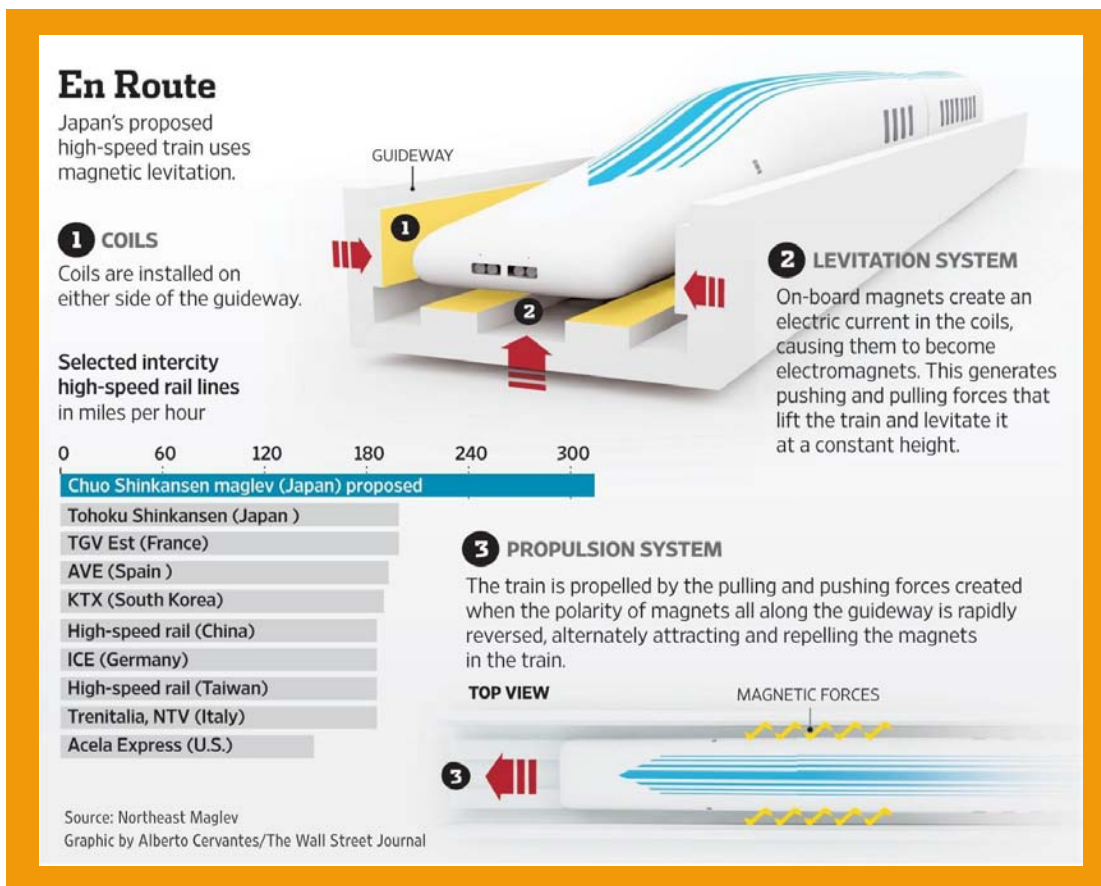 En Route
Japan's proposed
high-speed train uses
magnetic levitation.
GUIDEWAY
1
1 COILS
Coils are installed on
either side of the guideway.
2
2 LEVITATION SYSTEM
On-board magnets create an
electric current in the coils,
causing them to become
electromagnets. This generates
pushing and pulling forces that
lift the train and levitate it
at a constant height.
Selected intercity
high-speed rail lines
in miles per hour
0 60 120 180 240 300
Chuo Shinkansen maglev (Japan) proposed
Tohoku Shinkansen (Japan )
TGV Est (France)
AVE (Spain )
KTX (South Korea)
High-speed rail (China)
ICE (Germany)
High-speed rail (Taiwan)
Trenitalia, NTV (Italy)
Acela Express (U.S.)
3 PROPULSION SYSTEM
The train is propelled by the pulling and pushing forces created
when the polarity of magnets all along the guideway is rapidly
reversed, alternately attracting and repelling the magnets
in the train.
TOP VIEW
MAGNETIC FORCES
3
Source: Northeast Maglev
Graphic by Alberto Cervantes/The Wall Street Journal